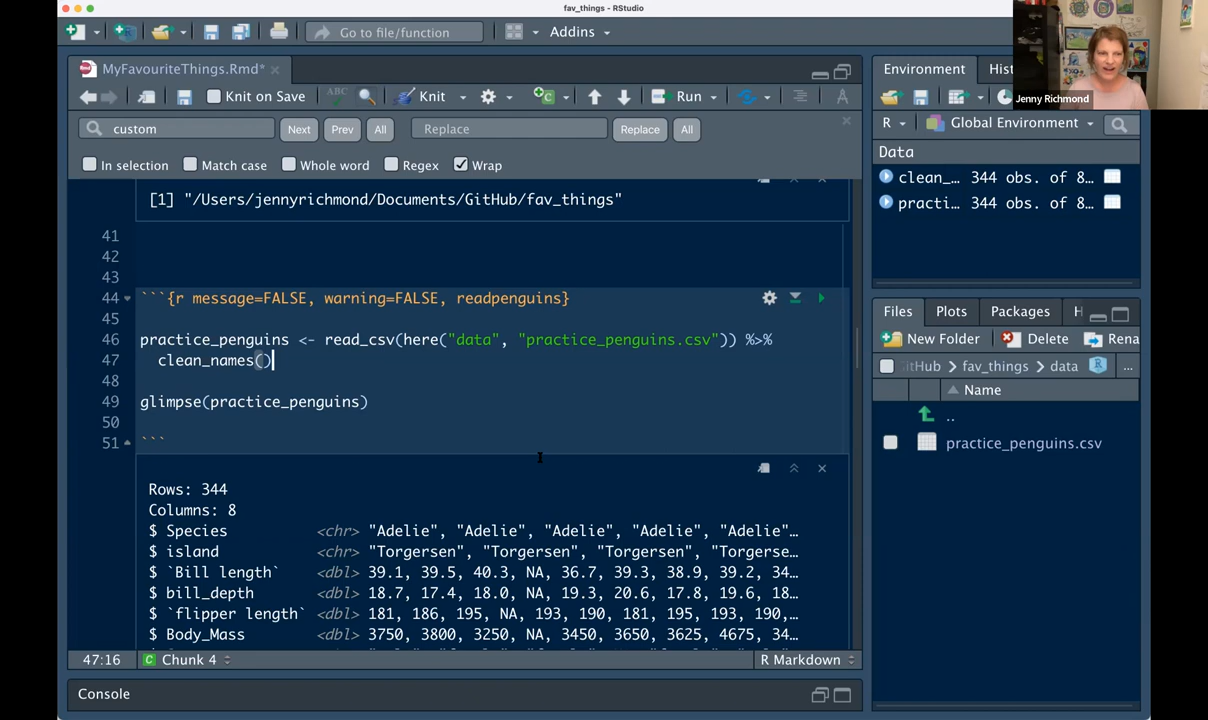 fav_things - RStudio
Go to file/function
Addins
MyFavouriteThings.Rmd*
Knit on Save
ABC
Knit
Run
custom
Next
Prev
All
Replace
Replace
All
In selection
Match case
Whole word
Regex
Wrap
[1] "/Users/jennyrichmond/Documents/GitHub/fav_things"
41
42
43
44 ```{r message=FALSE, warning=FALSE, readpenguins}
45
46 practice_penguins <- read_csv(here("data", "practice_penguins.csv")) %>%
47 clean_names()
48
49 glimpse(practice_penguins)
50
51 ```
Rows: 344
Columns: 8
$ Species <chr> "Adelie", "Adelie", "Adelie", "Adelie", "Adelie"…
$ island <chr> "Torgersen", "Torgersen", "Torgersen", "Torgerse…
$ `Bill length` <dbl> 39.1, 39.5, 40.3, NA, 36.7, 39.3, 38.9, 39.2, 34…
$ bill_depth <dbl> 18.7, 17.4, 18.0, NA, 19.3, 20.6, 17.8, 19.6, 18…
$ `flipper length` <dbl> 181, 186, 195, NA, 193, 190, 181, 195, 193, 190,…
$ Body_Mass <dbl> 3750, 3800, 3250, NA, 3450, 3650, 3625, 4675, 34…
47:16
Chunk 4
R Markdown
Console
Jenny Richmond
Environment
Hist
R
Global Environment
Data
clean_… 344 obs. of 8…
practi… 344 obs. of 8…
Files
Plots
Packages
H
New Folder
Delete
Rena
GitHub
fav_things
data
R
...
Name
..
practice_penguins.csv